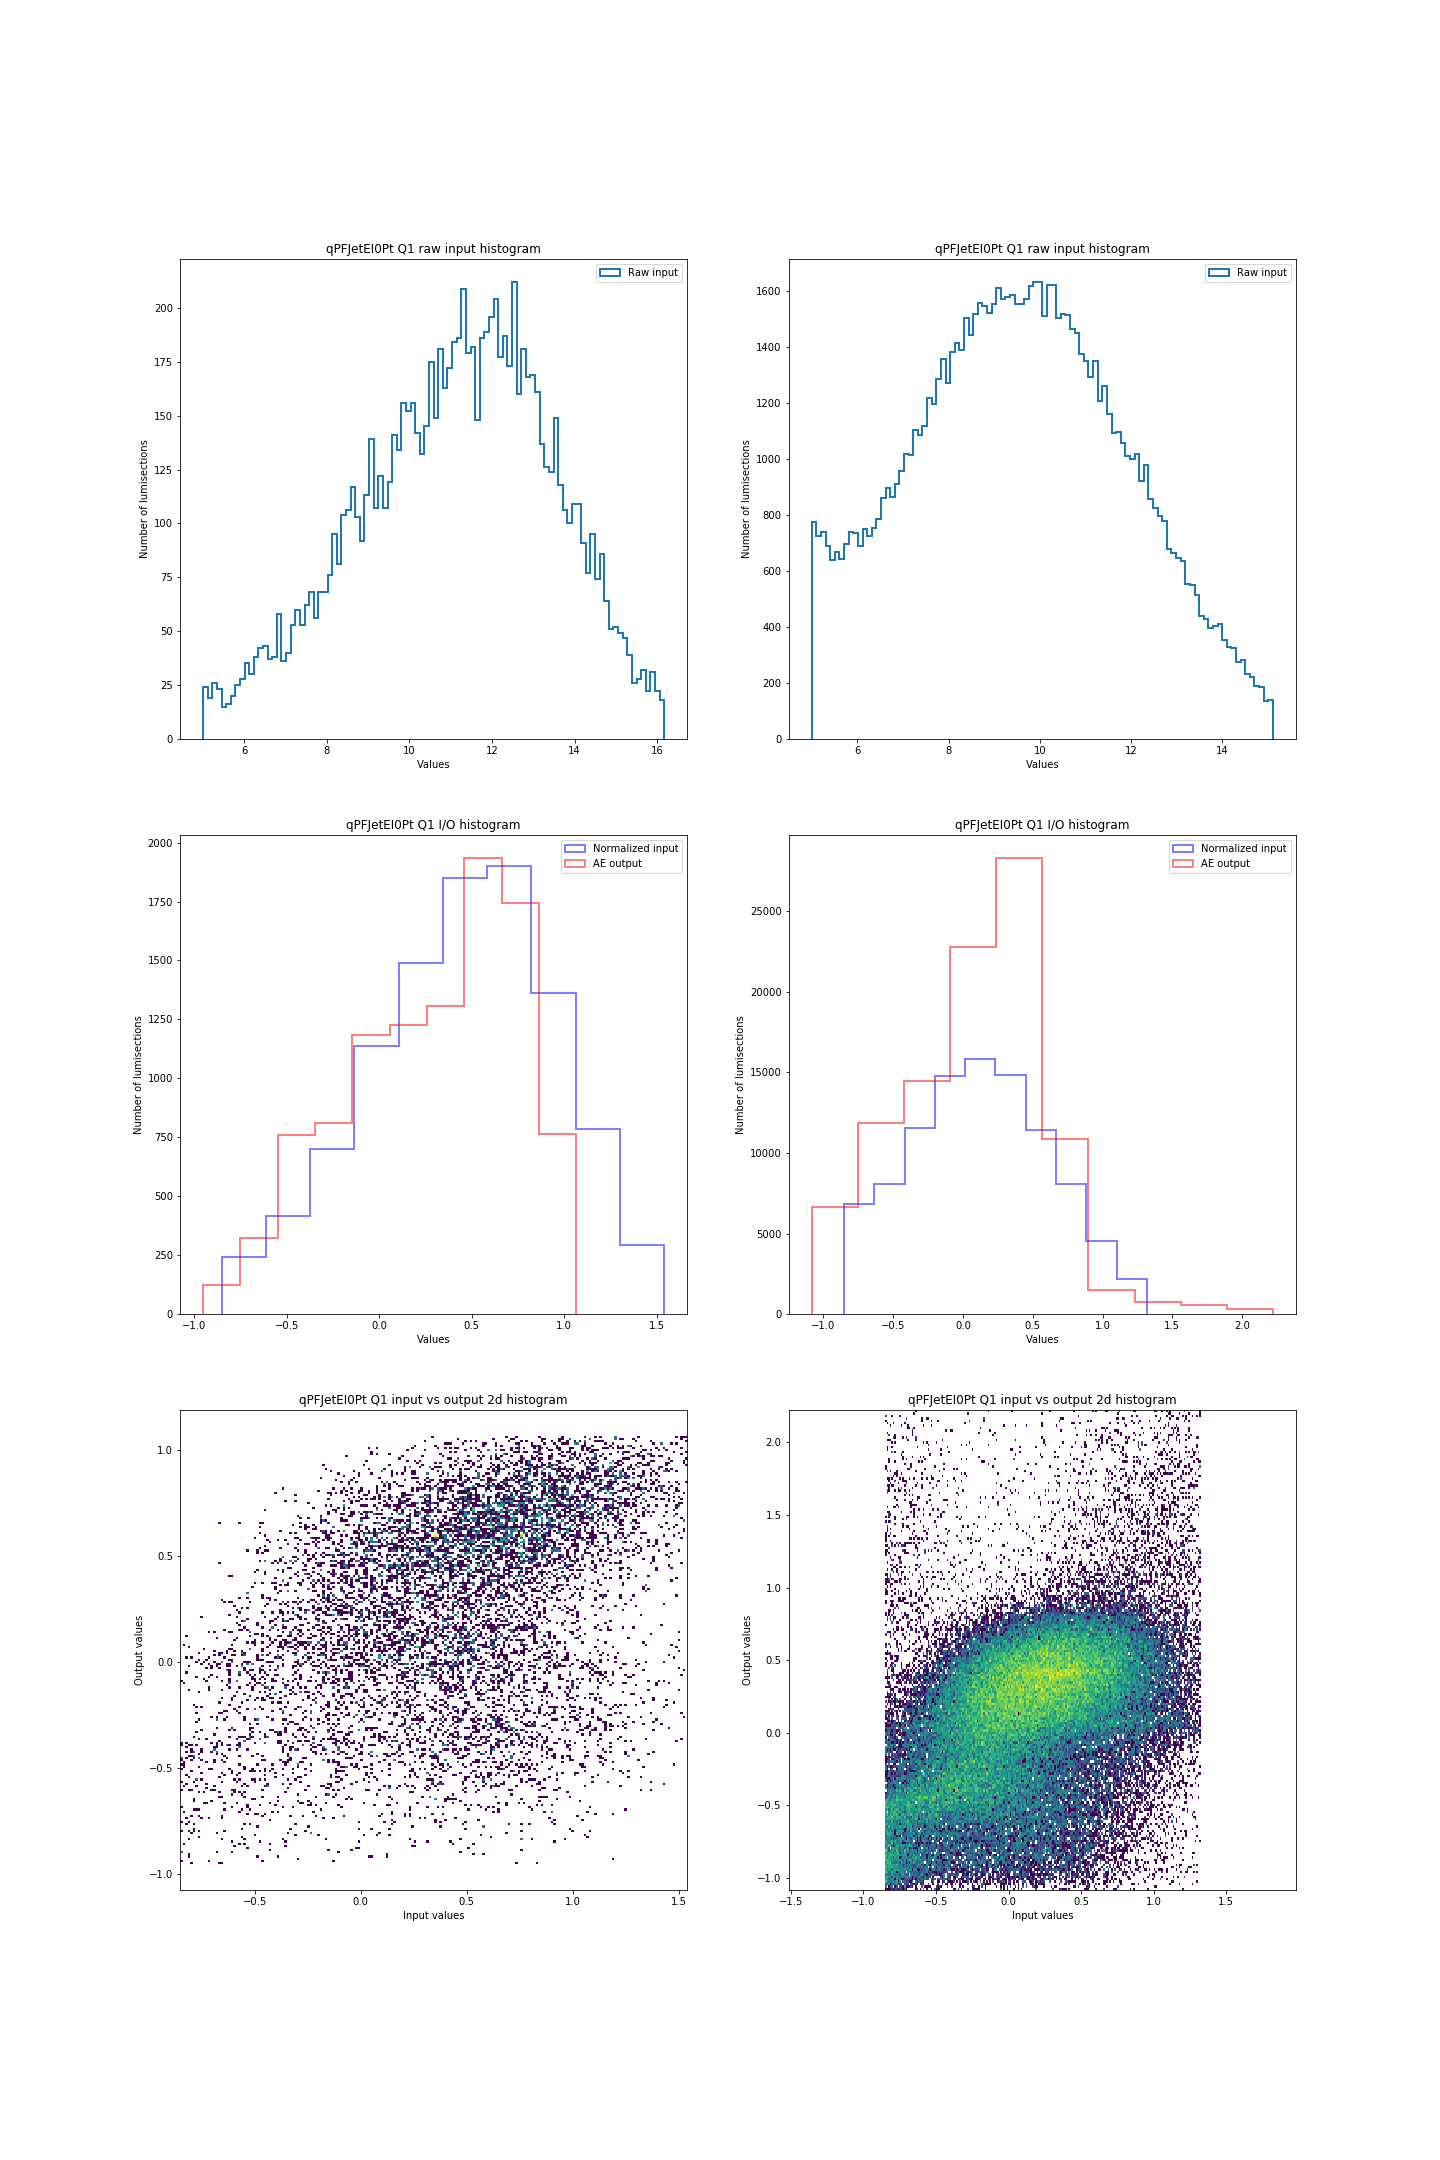 qPFJetEI0Pt Q1 raw input histogram
Raw input
200
175
150
125
100
75
50
25
0
Number of lumisections
6 8 10 12 14 16
Values
qPFJetEI0Pt Q1 raw input histogram
Raw input
1600
1400
1200
1000
800
600
400
200
0
Number of lumisections
6 8 10 12 14
Values
qPFJetEI0Pt Q1 I/O histogram
Normalized input
AE output
2000
1750
1500
1250
1000
750
500
250
0
Number of lumisections
−1.0 −0.5 0.0 0.5 1.0 1.5
Values
qPFJetEI0Pt Q1 I/O histogram
Normalized input
AE output
25000
20000
15000
10000
5000
0
Number of lumisections
−1.0 −0.5 0.0 0.5 1.0 1.5 2.0
Values
qPFJetEI0Pt Q1 input vs output 2d histogram
1.0
0.5
0.0
−0.5
−1.0
Output values
−0.5 0.0 0.5 1.0 1.5
Input values
qPFJetEI0Pt Q1 input vs output 2d histogram
2.0
1.5
1.0
0.5
0.0
−0.5
−1.0
Output values
−1.5 −1.0 −0.5 0.0 0.5 1.0 1.5
Input values